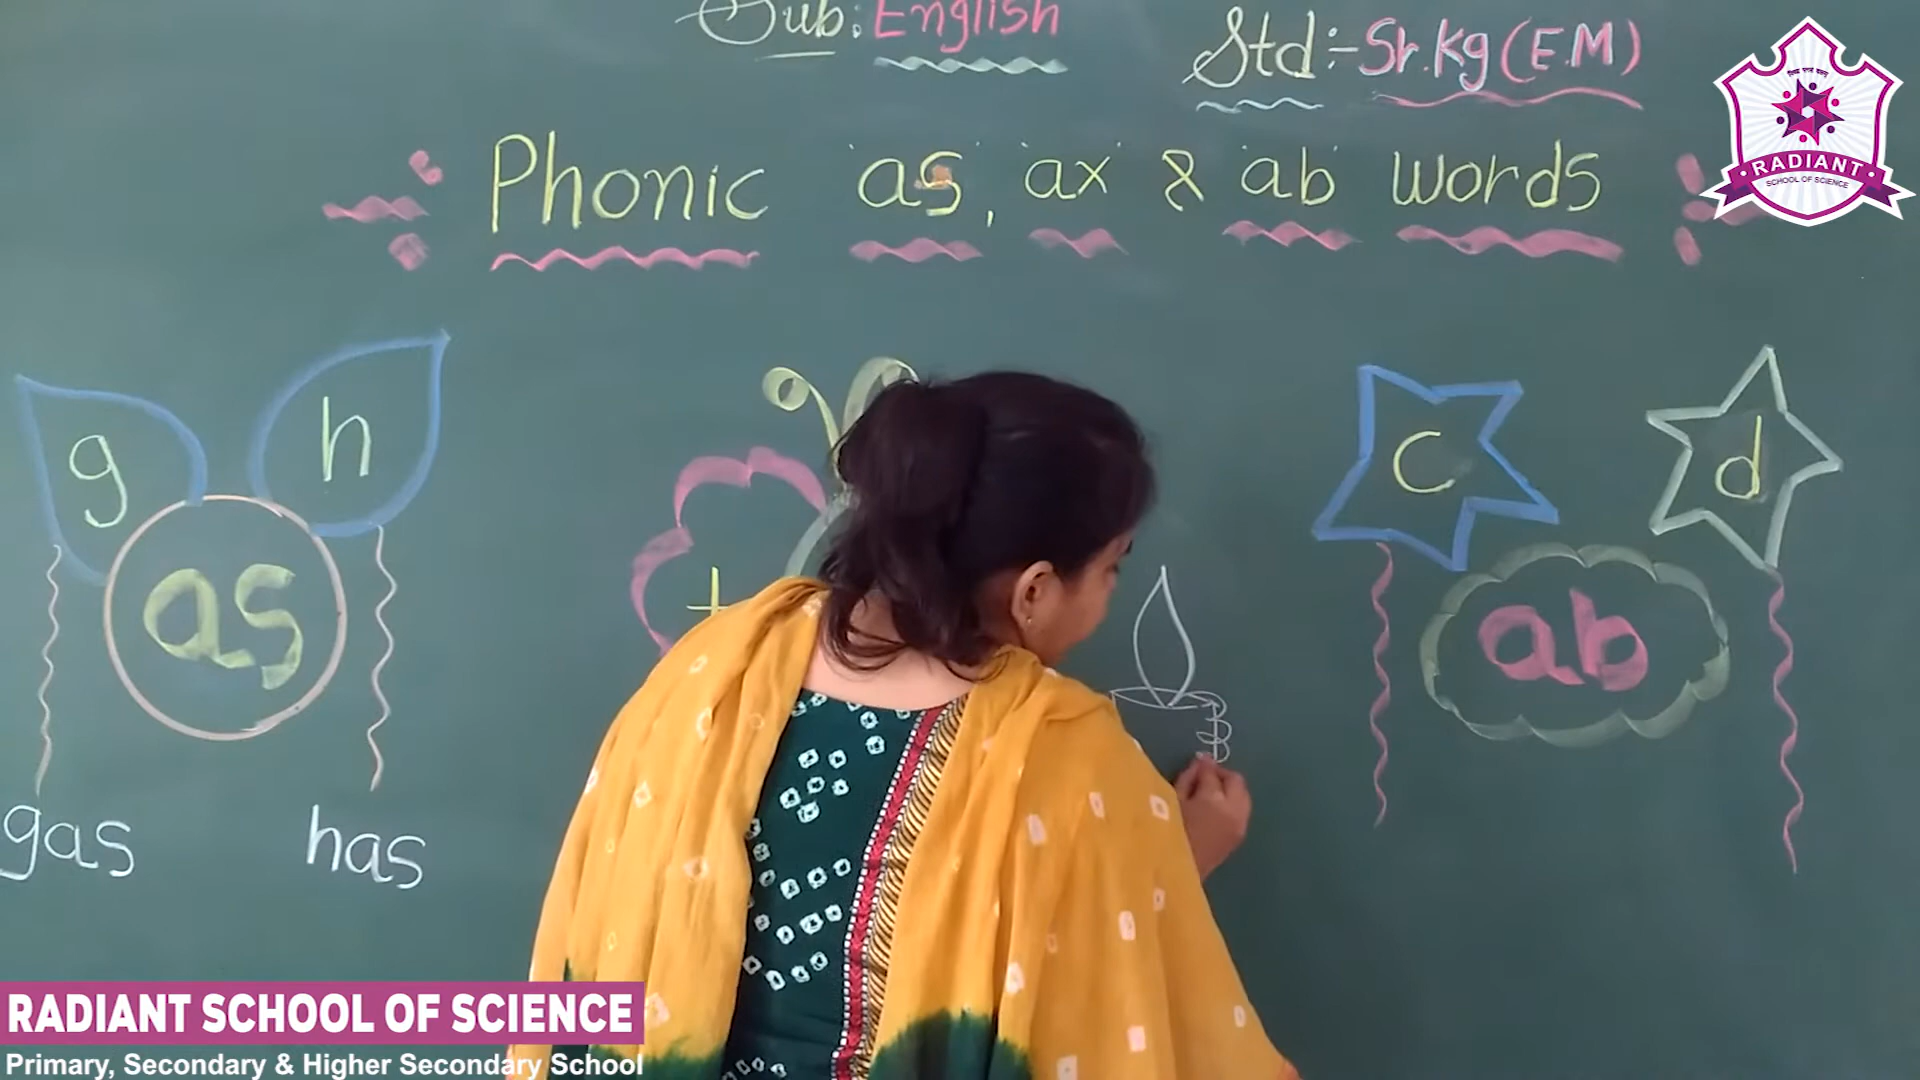 Sub: English
Std :- Sr.Kg (E.M)
Phonic 'as', 'ax' & 'ab' words
g
h
as
t
c
d
ab
gas
has
RADIANT
SCHOOL OF SCIENCE
RADIANT SCHOOL OF SCIENCE
Primary, Secondary & Higher Secondary School